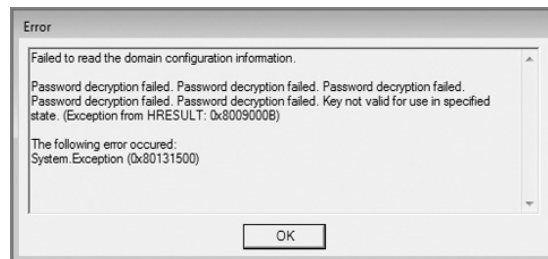 Error
Failed to read the domain configuration information.
Password decryption failed. Password decryption failed. Password decryption failed.
Password decryption failed. Password decryption failed. Key not valid for use in specified
state. (Exception from HRESULT: 0x8009000B)
The following error occured:
System.Exception (0x80131500)
OK